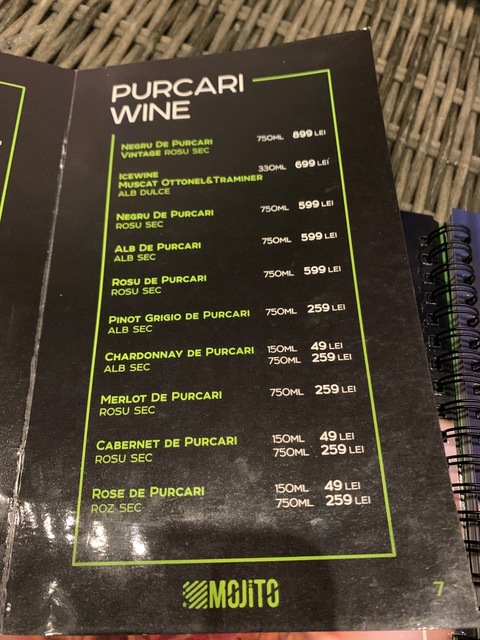 PURCARI
WINE
NEGRU DE PURCARI 750ML 899 LEI
VINTAGE ROSU SEC
ICEWINE 330ML 699 LEI
MUSCAT OTTONEL&TRAMINER
ALB DULCE
NEGRU DE PURCARI 750ML 599 LEI
ROSU SEC
ALB DE PURCARI 750ML 599 LEI
ALB SEC
ROSU DE PURCARI 750ML 599 LEI
ROSU SEC
PINOT GRIGIO DE PURCARI 750ML 259 LEI
ALB SEC
CHARDONNAY DE PURCARI 150ML 49 LEI
ALB SEC 750ML 259 LEI
MERLOT DE PURCARI 750ML 259 LEI
ROSU SEC
CABERNET DE PURCARI 150ML 49 LEI
ROSU SEC 750ML 259 LEI
ROSE DE PURCARI 150ML 49 LEI
ROZ SEC 750ML 259 LEI
MOJITO
7